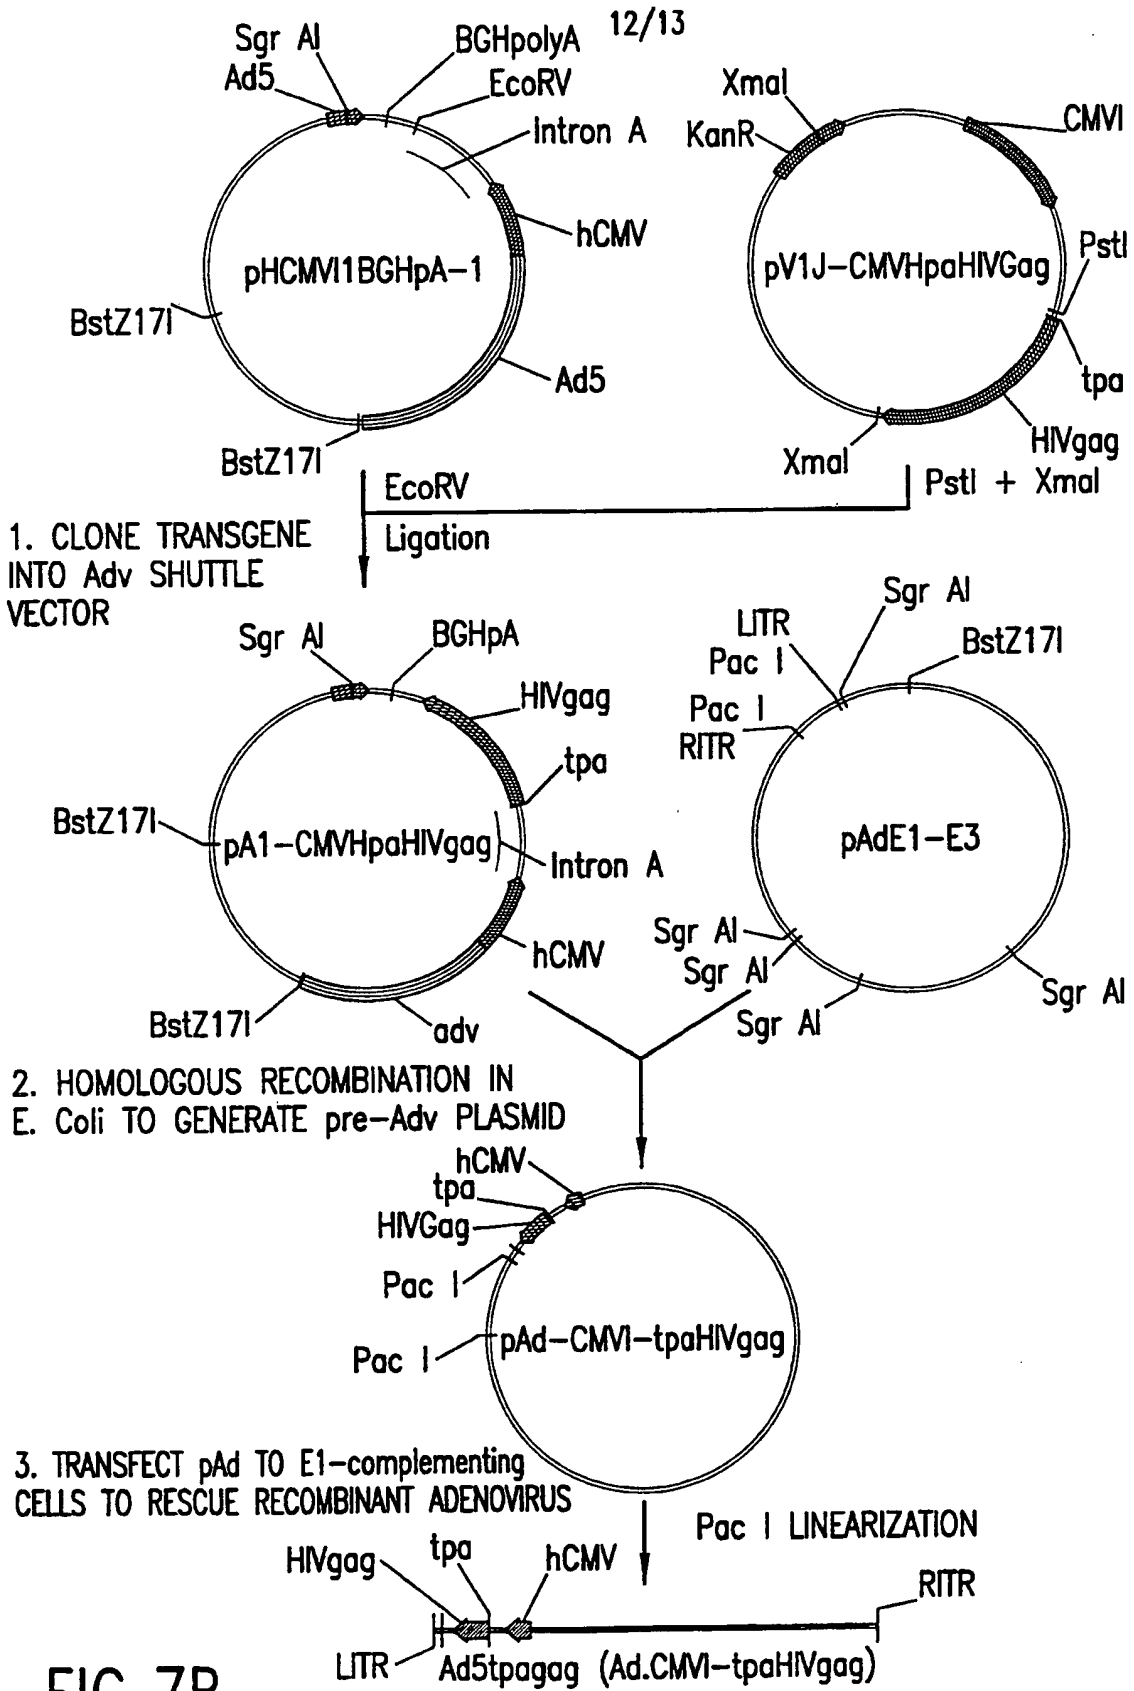 12/13
Sgr AI
BGHpolyA
Ad5
EcoRV
Intron A
hCMV
pHCMVI1BGHpA-1
BstZ17I
Ad5
BstZ17I
XmaI
KanR
CMVI
pV1J-CMVHpaHIVGag
PstI
tpa
HIVgag
XmaI
EcoRV
PstI + XmaI
Ligation
1. CLONE TRANSGENE
INTO Adv SHUTTLE
VECTOR
Sgr AI
BGHpA
HIVgag
tpa
BstZ17I
pA1-CMVHpaHIVgag
Intron A
hCMV
BstZ17I
adv
Sgr AI
LITR
Pac I
BstZ17I
Pac I
RITR
pAdE1-E3
Sgr AI
Sgr AI
Sgr AI
Sgr AI
2. HOMOLOGOUS RECOMBINATION IN
E. Coli TO GENERATE pre-Adv PLASMID
hCMV
tpa
HIVGag
Pac I
Pac I
pAd-CMVI-tpaHIVgag
3. TRANSFECT pAd TO E1-complementing
CELLS TO RESCUE RECOMBINANT ADENOVIRUS
Pac I LINEARIZATION
HIVgag
tpa
hCMV
RITR
LITR
Ad5tpagag (Ad.CMVI-tpaHIVgag)
FIG. 7B